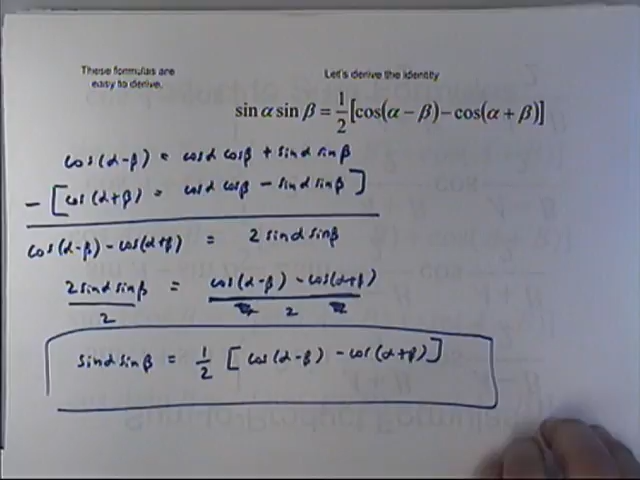 These formulas are
easy to derive.
Let's derive the identity
sin α sin β = 1/2 [cos(α − β) − cos(α + β)]
cos(α-β) = cosα cosβ + sinα sinβ
− [cos(α+β) = cosα cosβ − sinα sinβ]
cos(α-β) − cos(α+β) = 2 sinα sinβ
2 sinα sinβ / 2 = cos(α-β) − cos(α+β) / 2
sinα sinβ = 1/2 [cos(α-β) − cos(α+β)]